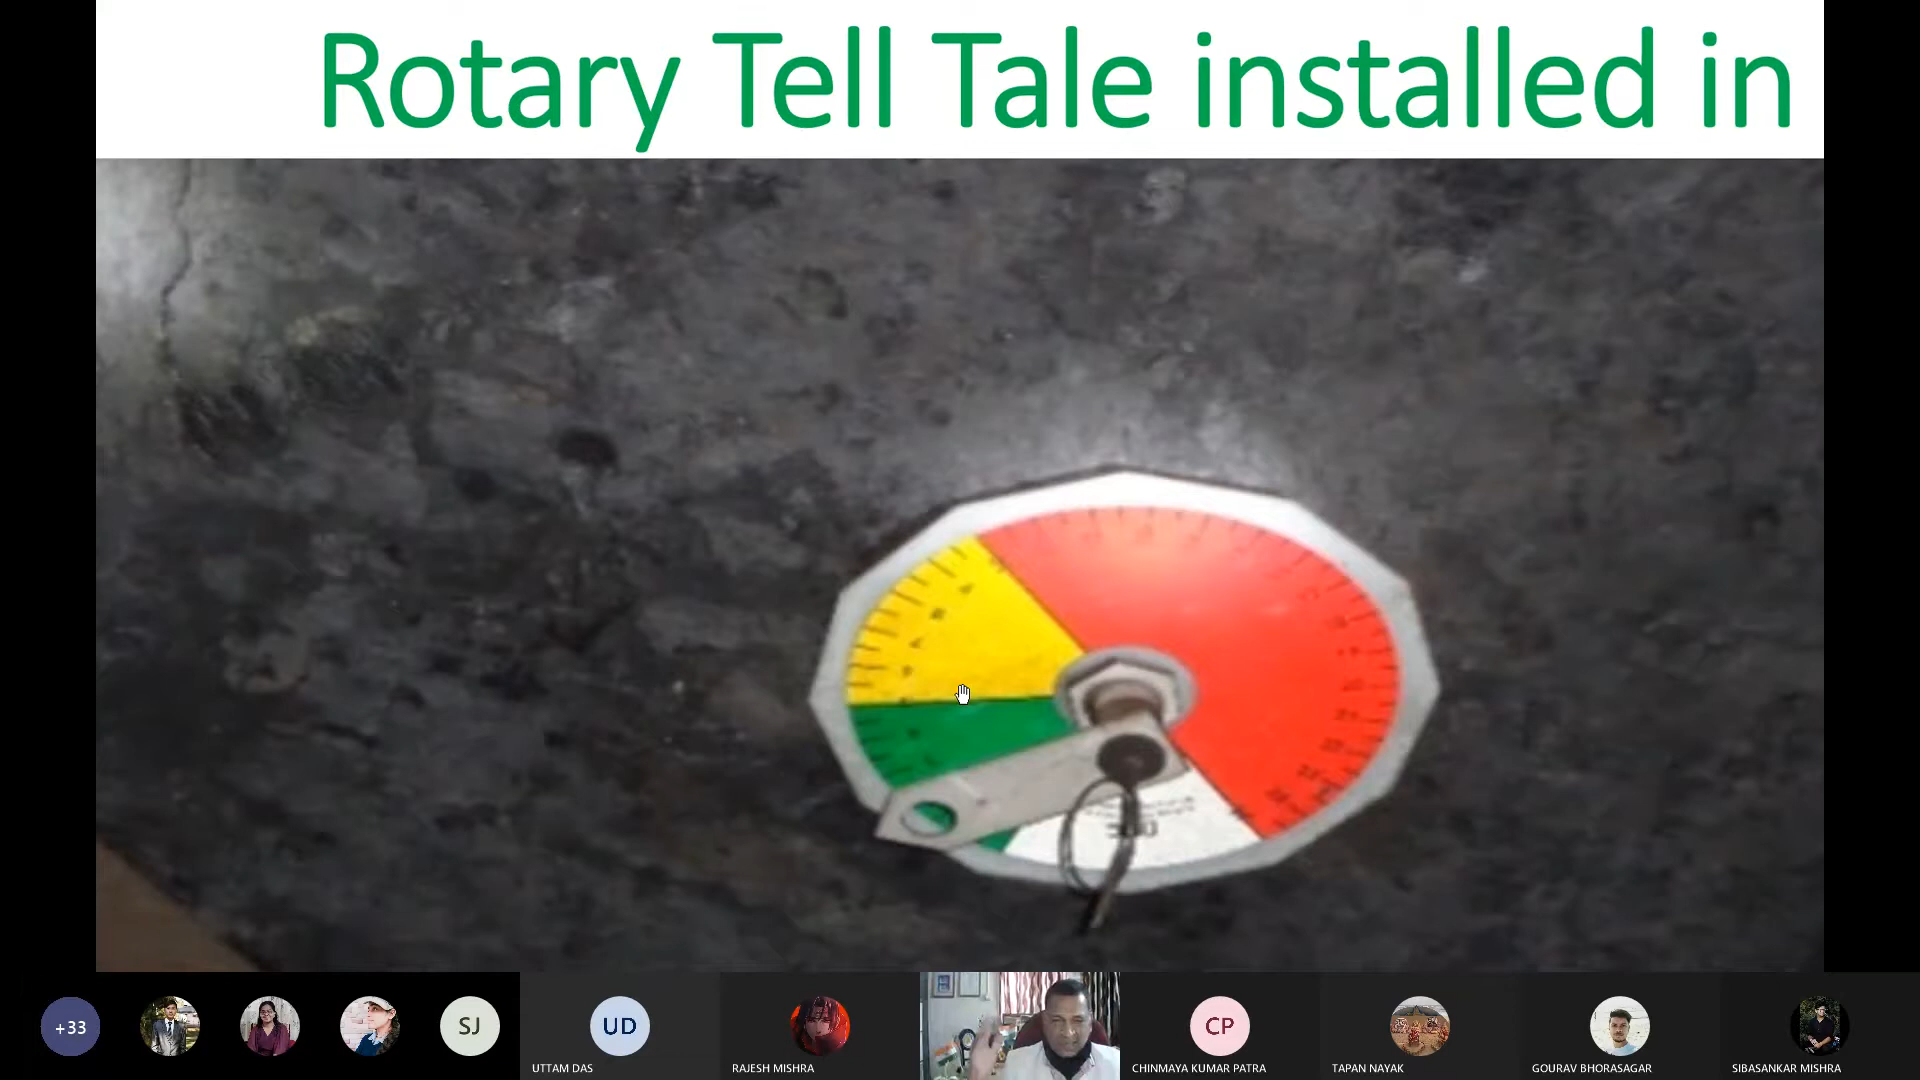 Rotary Tell Tale installed in
+33
SJ
UD
CP
UTTAM DAS
RAJESH MISHRA
CHINMAYA KUMAR PATRA
TAPAN NAYAK
GOURAV BHORASAGAR
SIBASANKAR MISHRA